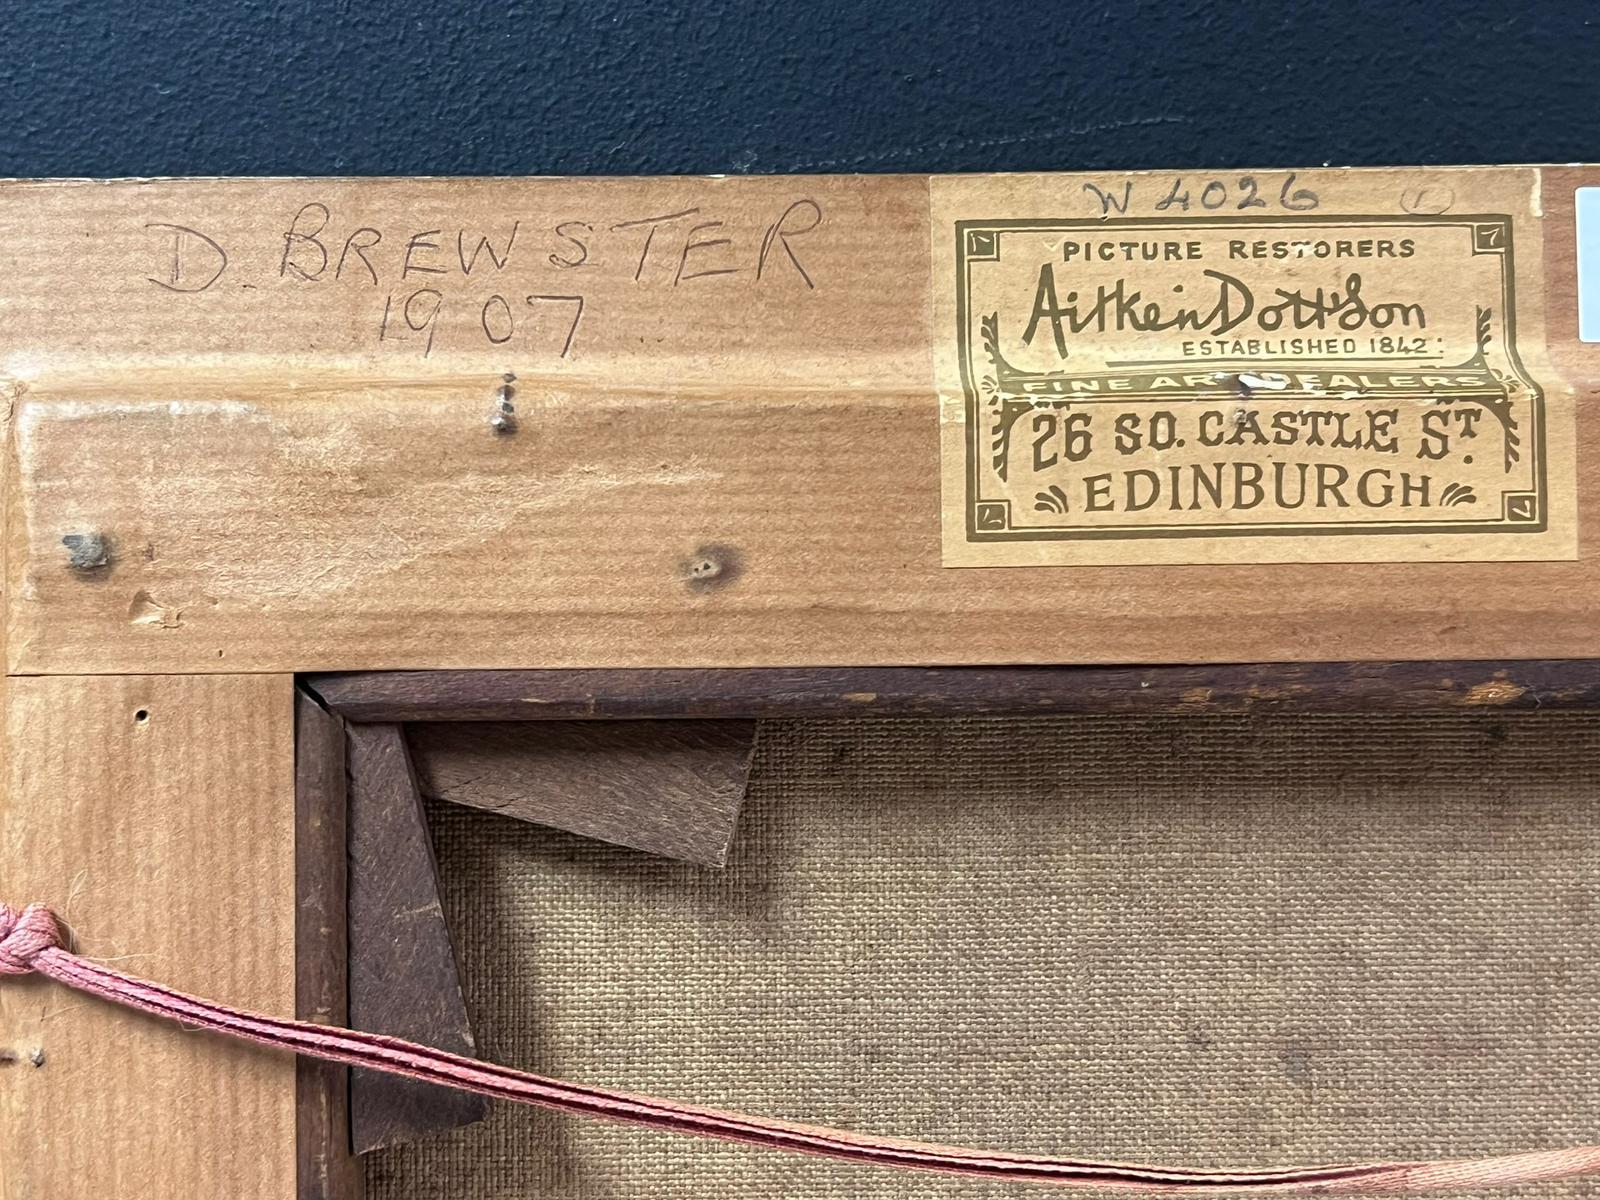 D. BREWSTER
1907
W 4026
PICTURE RESTORERS
Aitken Dott & Son
ESTABLISHED 1842
FINE ART DEALERS
26 SO. CASTLE ST.
EDINBURGH